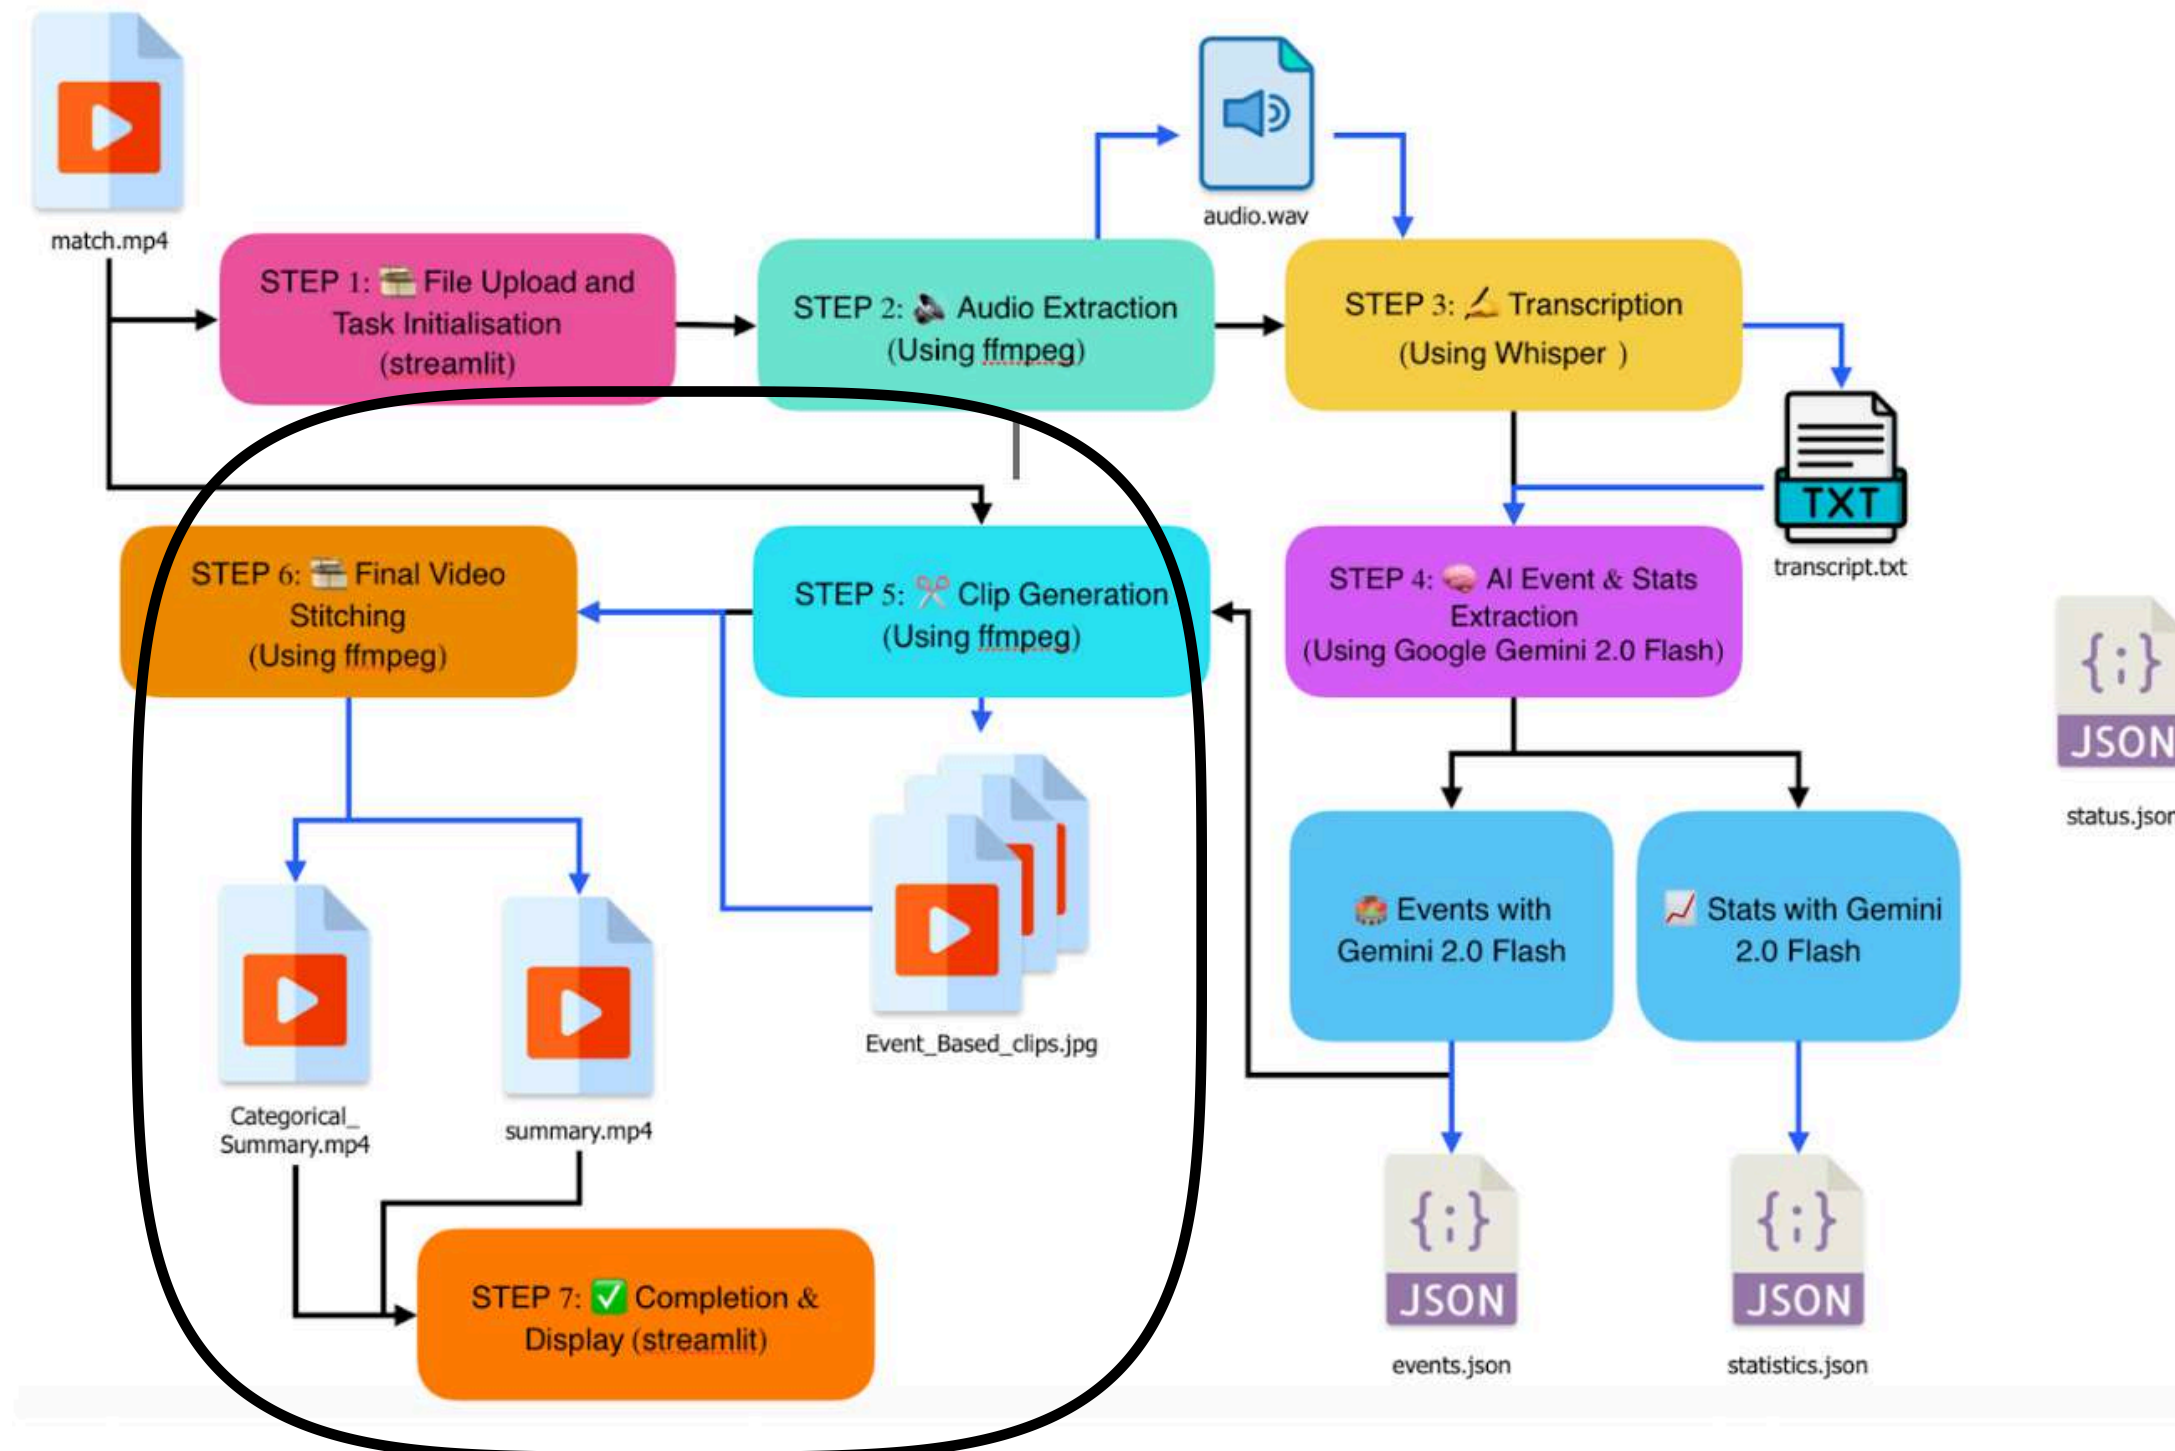 match.mp4
audio.wav
STEP 1: File Upload and
Task Initialisation
(streamlit)
STEP 2: Audio Extraction
(Using ffmpeg)
STEP 3: Transcription
(Using Whisper )
TXT
transcript.txt
STEP 6: Final Video
Stitching
(Using ffmpeg)
STEP 5: Clip Generation
(Using ffmpeg)
STEP 4: AI Event & Stats
Extraction
(Using Google Gemini 2.0 Flash)
{;}
JSON
status.json
Events with
Gemini 2.0 Flash
Stats with Gemini
2.0 Flash
Event_Based_clips.jpg
Categorical_
Summary.mp4
summary.mp4
STEP 7: Completion &
Display (streamlit)
{;}
JSON
events.json
{;}
JSON
statistics.json